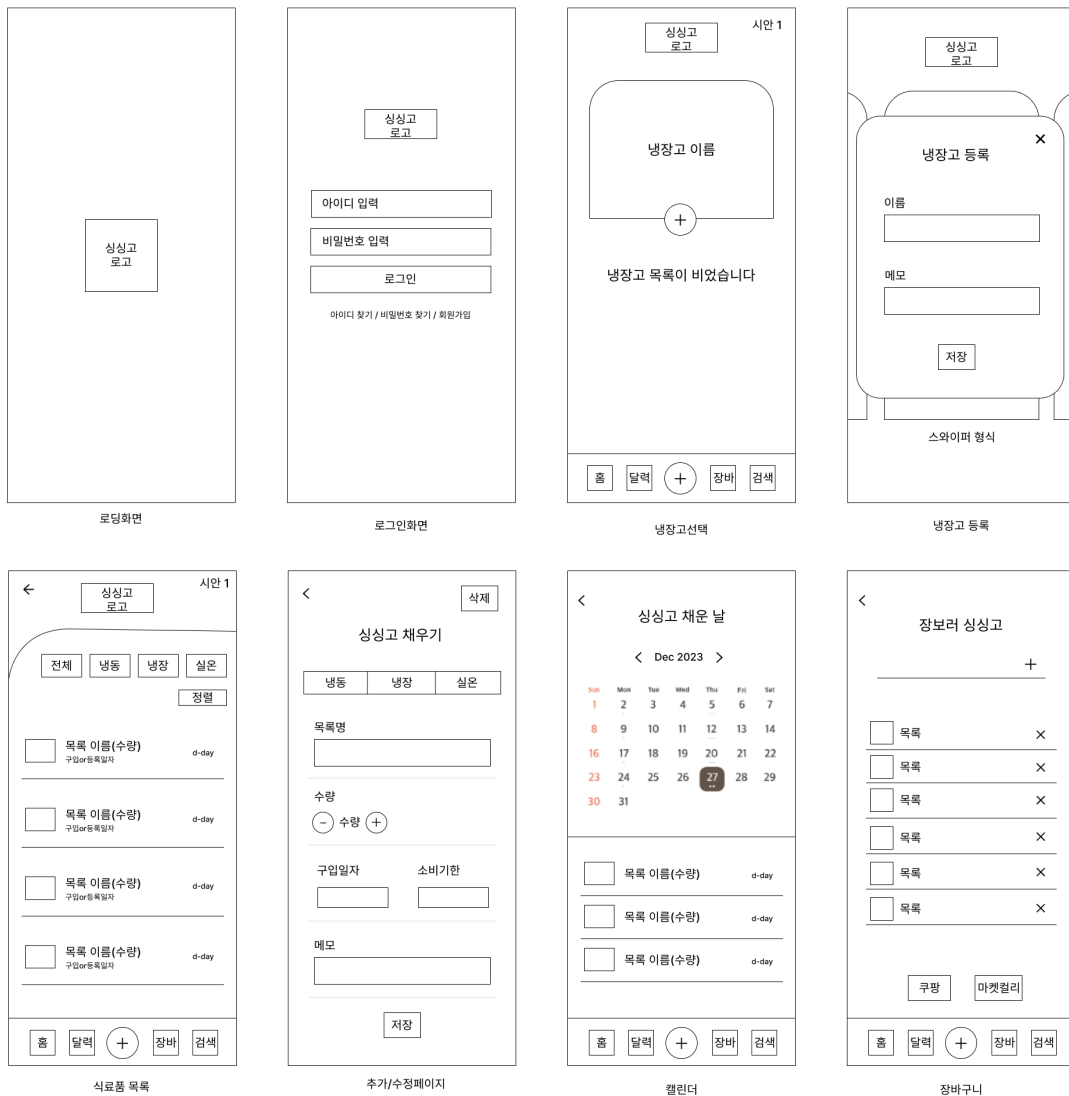 싱싱고
로고
로딩화면
싱싱고
로고
아이디 입력
비밀번호 입력
로그인
아이디 찾기 / 비밀번호 찾기 / 회원가입
로그인화면
시안 1
싱싱고
로고
냉장고 이름
+
냉장고 목록이 비었습니다
홈 달력 + 장바 검색
냉장고선택
싱싱고
로고
×
냉장고 등록
이름
메모
저장
스와이퍼 형식
냉장고 등록
시안 1
싱싱고
로고
전체 냉동 냉장 실온
정렬
목록 이름(수량)
구입or등록일자
d-day
목록 이름(수량)
구입or등록일자
d-day
목록 이름(수량)
구입or등록일자
d-day
목록 이름(수량)
구입or등록일자
d-day
홈 달력 + 장바 검색
식료품 목록
삭제
싱싱고 채우기
냉동 냉장 실온
목록명
수량
- 수량 +
구입일자 소비기한
메모
저장
추가/수정페이지
싱싱고 채운 날
< Dec 2023 >
Sun Mon Tue Wed Thu Fri Sat
1 2 3 4 5 6 7
8 9 10 11 12 13 14
16 17 18 19 20 21 22
23 24 25 26 27 28 29
30 31
목록 이름(수량) d-day
목록 이름(수량) d-day
목록 이름(수량) d-day
홈 달력 + 장바 검색
캘린더
장보러 싱싱고
+
목록 ×
목록 ×
목록 ×
목록 ×
목록 ×
목록 ×
쿠팡 마켓컬리
홈 달력 + 장바 검색
장바구니